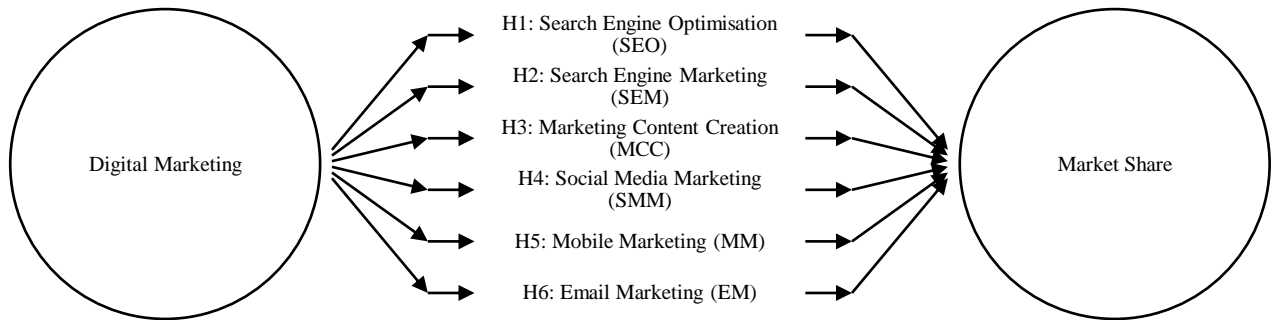 Digital Marketing
H1: Search Engine Optimisation
(SEO)
H2: Search Engine Marketing
(SEM)
H3: Marketing Content Creation
(MCC)
H4: Social Media Marketing
(SMM)
H5: Mobile Marketing (MM)
H6: Email Marketing (EM)
Market Share